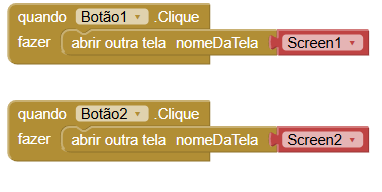 quando Botão1 .Clique
fazer abrir outra tela nomeDaTela Screen1
quando Botão2 .Clique
fazer abrir outra tela nomeDaTela Screen2